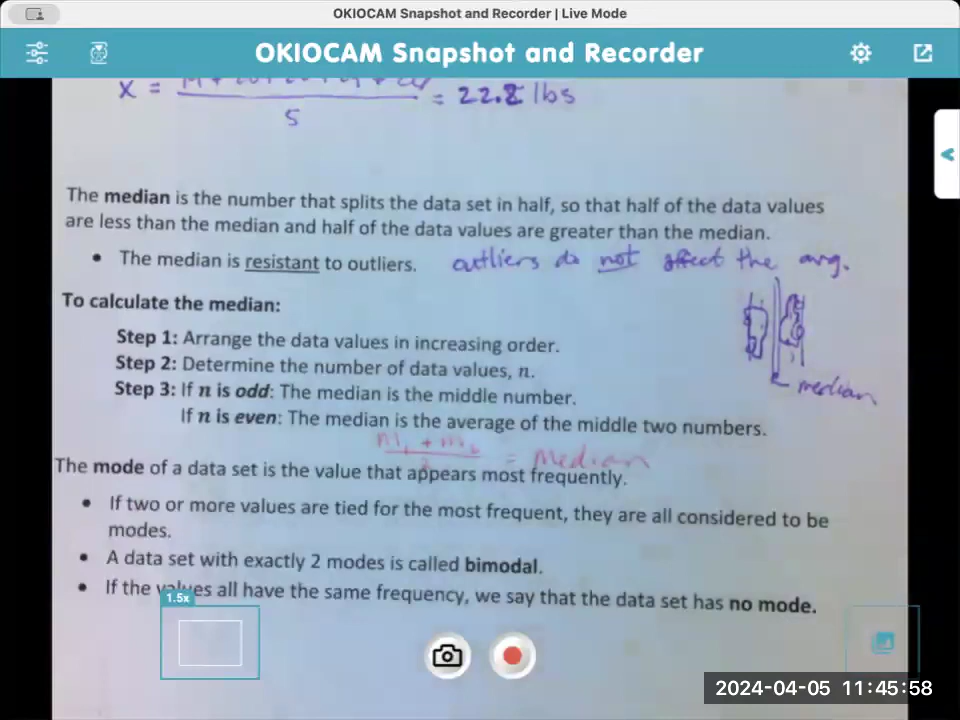 OKIOCAM Snapshot and Recorder | Live Mode
OKIOCAM Snapshot and Recorder
X = = 22.8 lbs
5
The median is the number that splits the data set in half, so that half of the data values
are less than the median and half of the data values are greater than the median.
• The median is resistant to outliers. outliers do not affect the avg.
To calculate the median:
Step 1: Arrange the data values in increasing order.
Step 2: Determine the number of data values, n.
Step 3: If n is odd: The median is the middle number.
median
If n is even: The median is the average of the middle two numbers.
m₁ + m₂
2
= Median
The mode of a data set is the value that appears most frequently.
• If two or more values are tied for the most frequent, they are all considered to be
modes.
• A data set with exactly 2 modes is called bimodal.
• If the values all have the same frequency, we say that the data set has no mode.
1.5x
2024-04-05 11:45:58